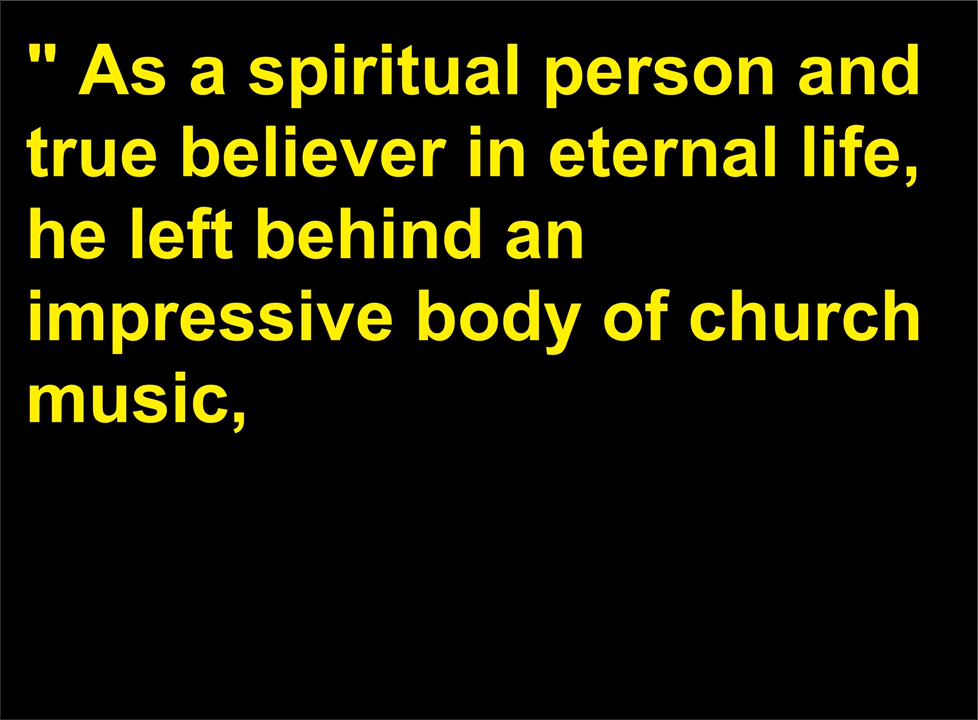 " As a spiritual person and
true believer in eternal life,
he left behind an
impressive body of church
music,